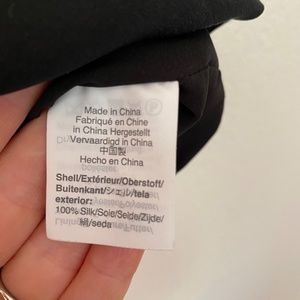 Made in China
Fabriqué en Chine
in China Hergestellt
Vervaardigd in China
中国製
Hecho en China
Shell/Extérieur/Oberstoff/
Buitenkant/シェル/tela
exterior:
100% Silk/Soie/Seide/Zijde/
絹/seda